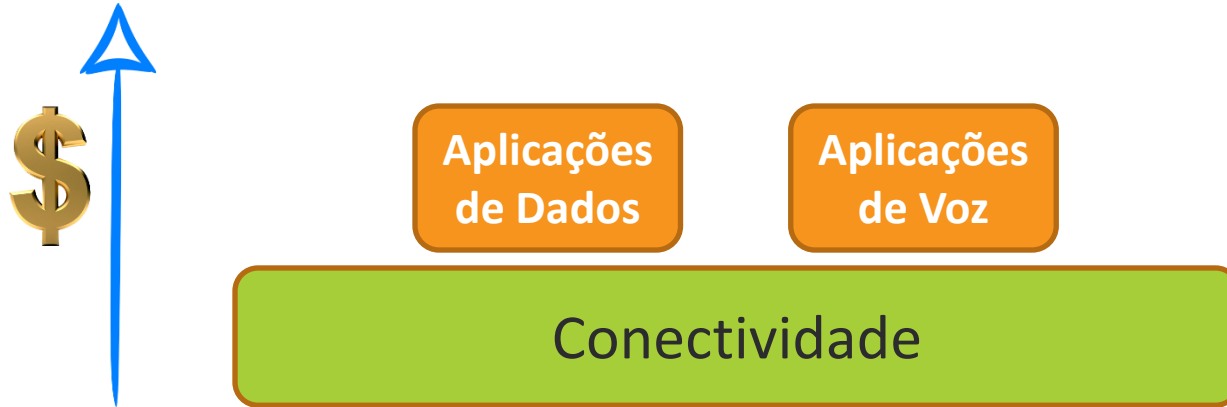 $
Aplicações
de Dados
Aplicações
de Voz
Conectividade